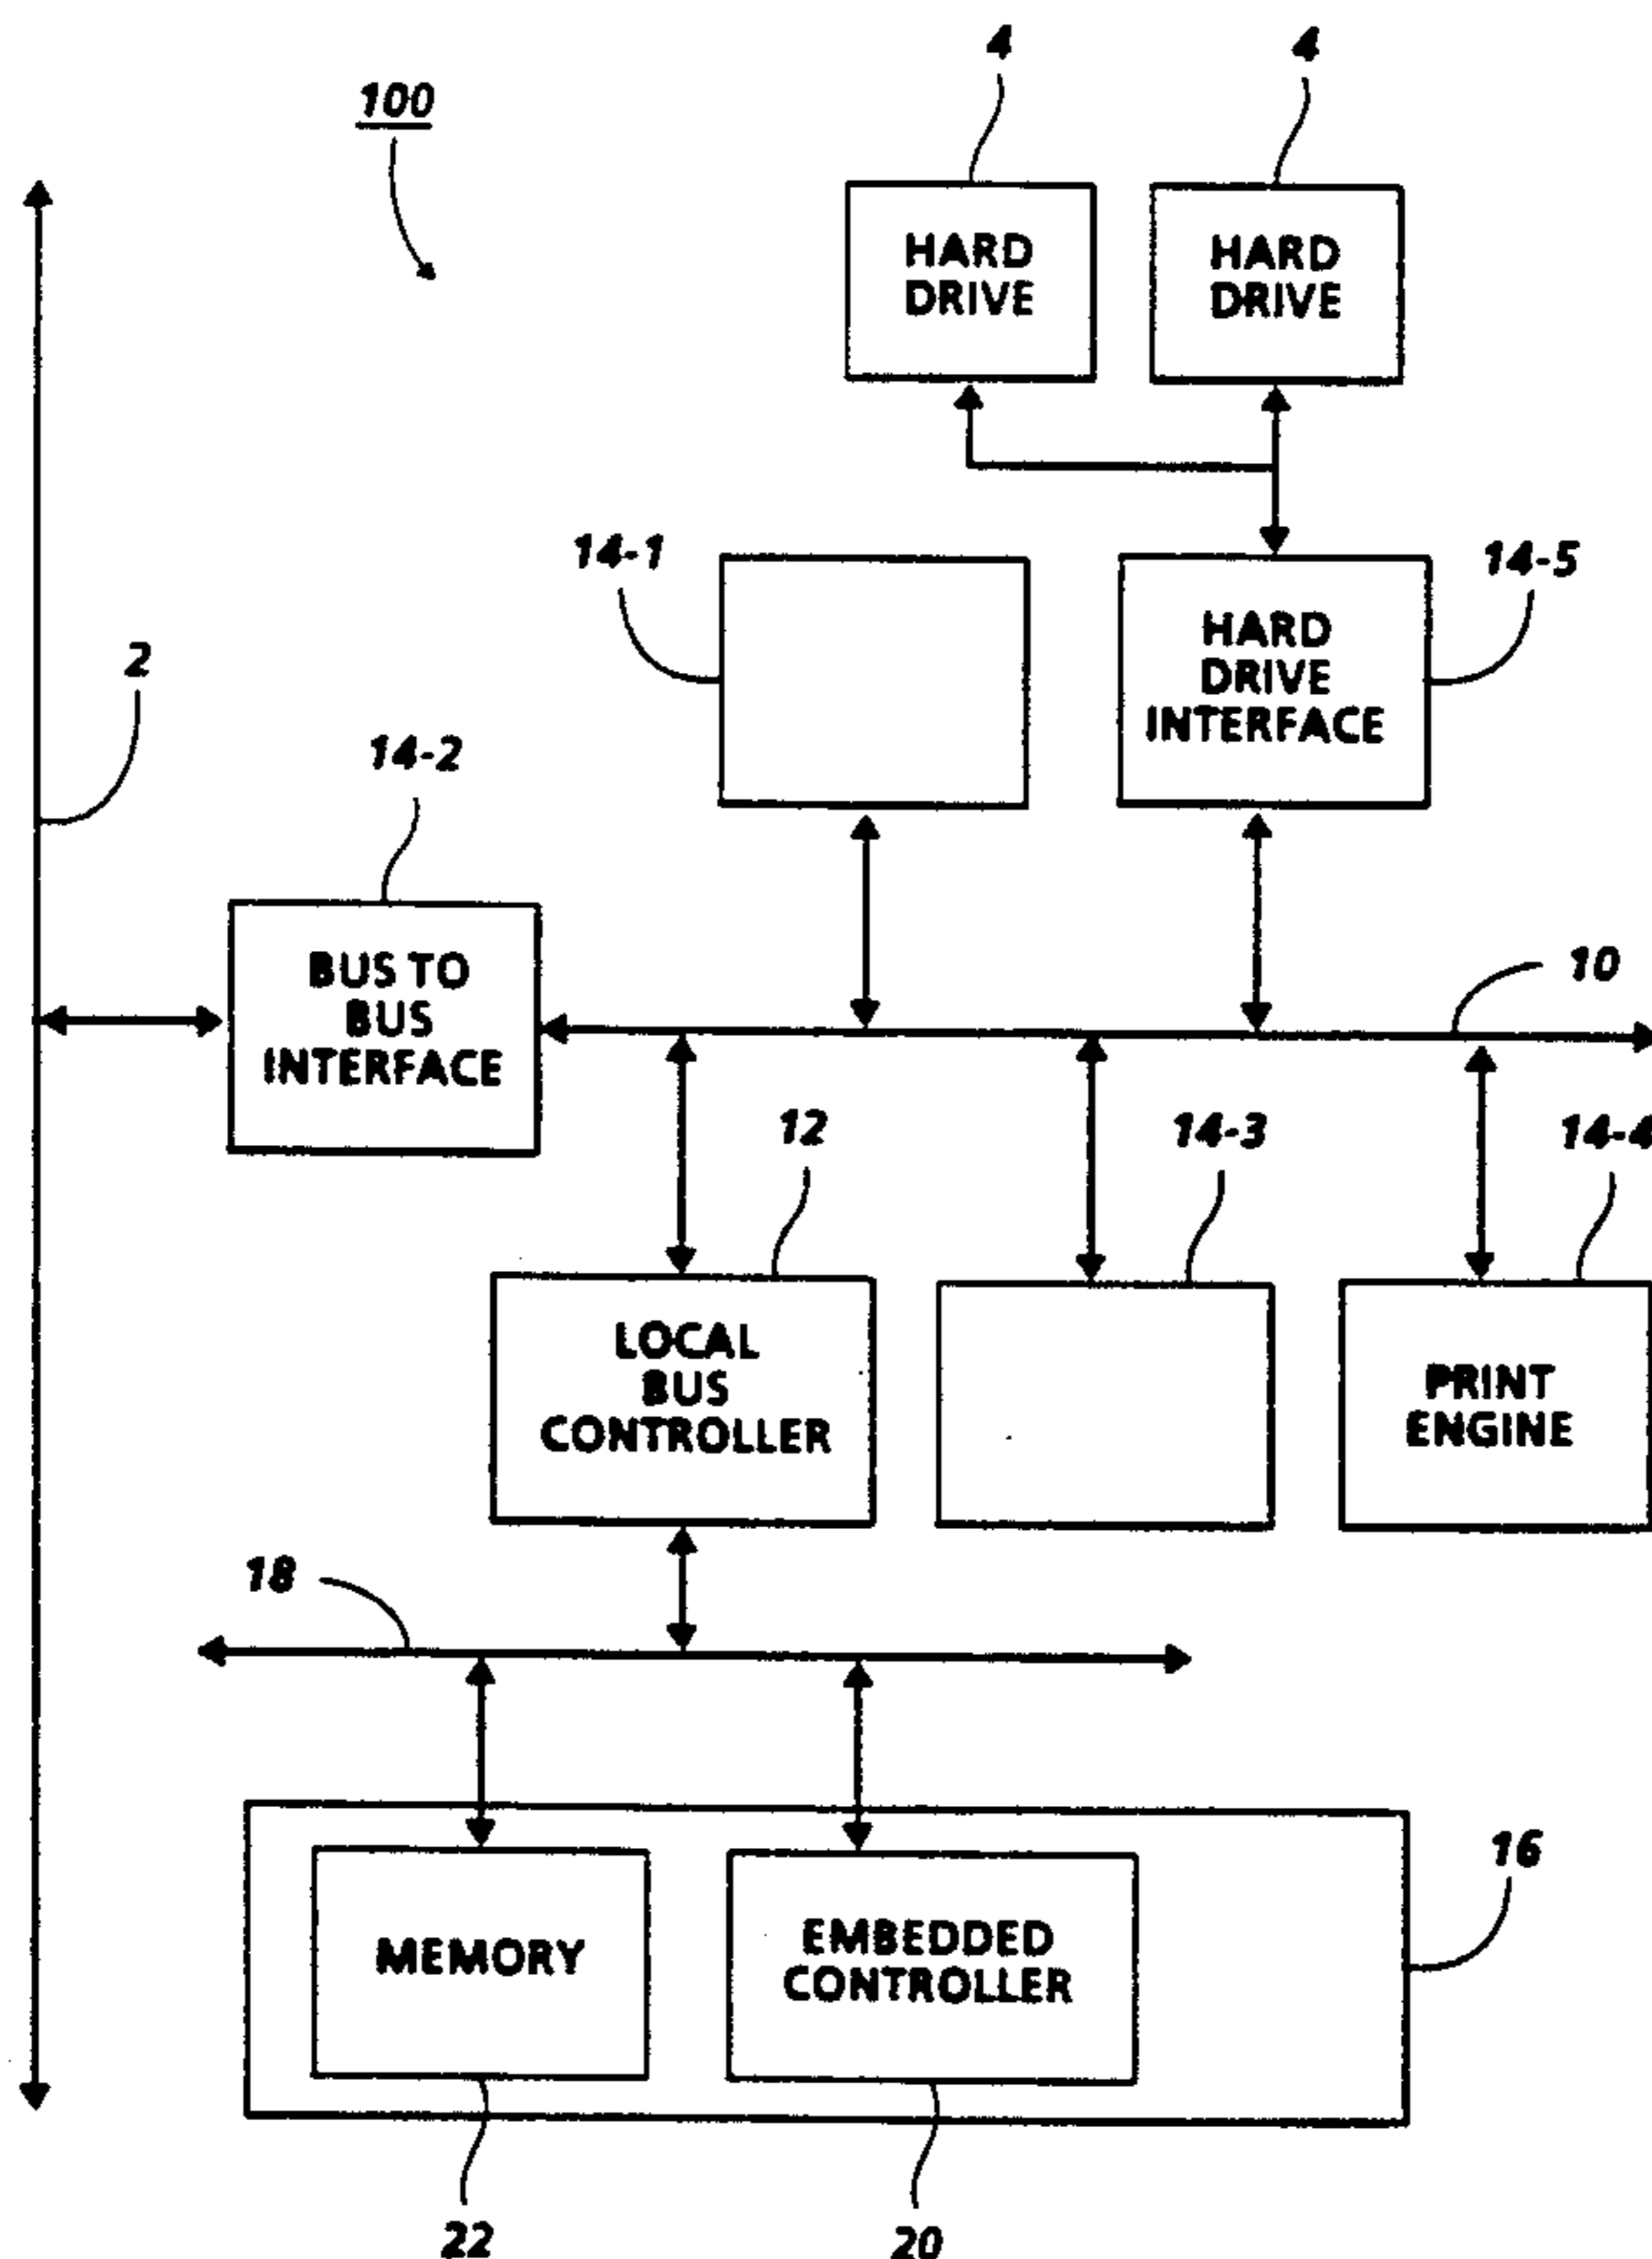 4
4
100
HARD
DRIVE
HARD
DRIVE
14-1
14-5
HARD
DRIVE
INTERFACE
2
14-2
BUS TO
BUS
INTERFACE
10
12
14-3
14-4
LOCAL
BUS
CONTROLLER
PRINT
ENGINE
18
16
MEMORY
EMBEDDED
CONTROLLER
22
20